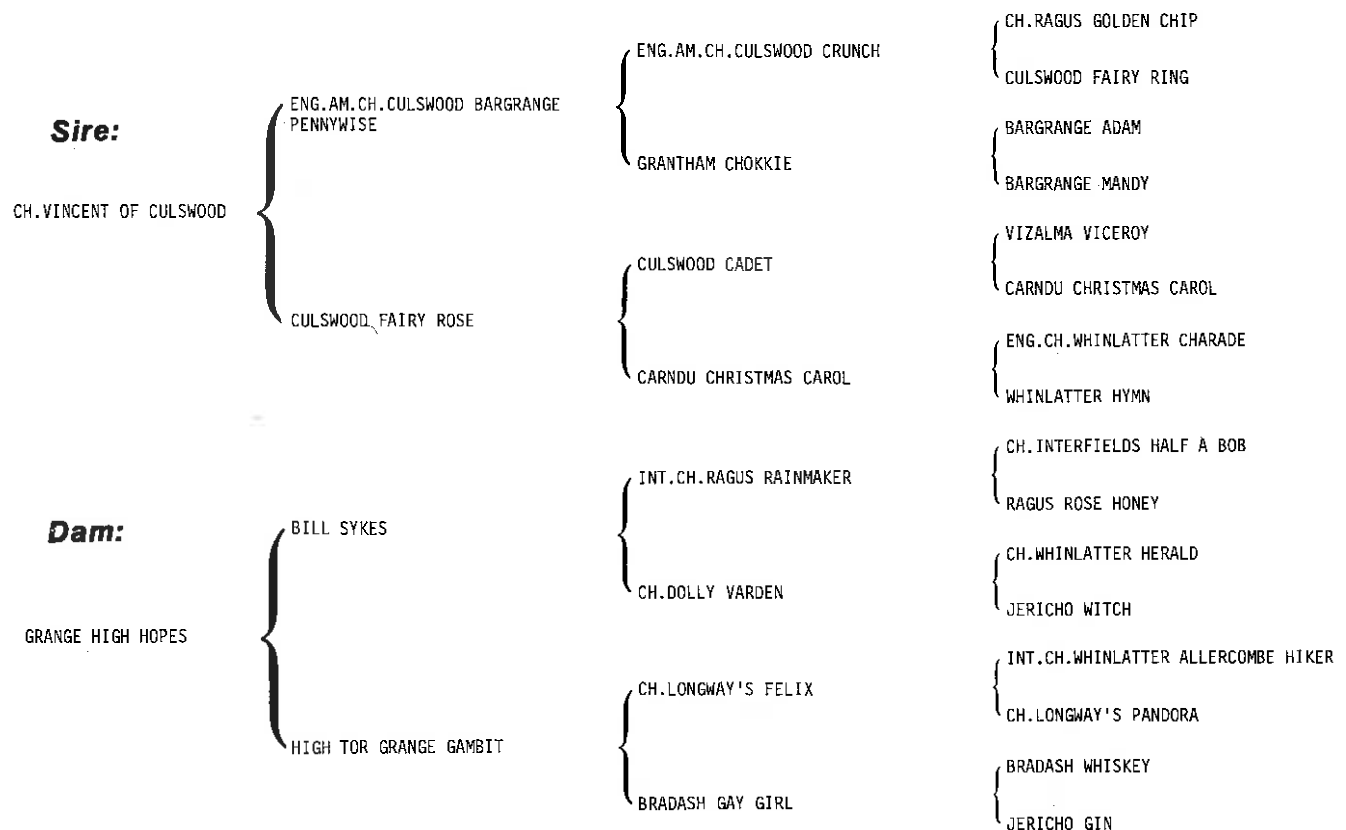 CH.RAGUS GOLDEN CHIP
ENG.AM.CH.CULSWOOD CRUNCH
CULSWOOD FAIRY RING
ENG.AM.CH.CULSWOOD BARGRANGE
PENNYWISE
Sire:
BARGRANGE ADAM
GRANTHAM CHOKKIE
BARGRANGE MANDY
CH.VINCENT OF CULSWOOD
VIZALMA VICEROY
CULSWOOD CADET
CARNDU CHRISTMAS CAROL
CULSWOOD FAIRY ROSE
ENG.CH.WHINLATTER CHARADE
CARNDU CHRISTMAS CAROL
WHINLATTER HYMN
CH.INTERFIELDS HALF A BOB
INT.CH.RAGUS RAINMAKER
RAGUS ROSE HONEY
Dam:
BILL SYKES
CH.WHINLATTER HERALD
CH.DOLLY VARDEN
JERICHO WITCH
GRANGE HIGH HOPES
INT.CH.WHINLATTER ALLERCOMBE HIKER
CH.LONGWAY'S FELIX
CH.LONGWAY'S PANDORA
HIGH TOR GRANGE GAMBIT
BRADASH WHISKEY
BRADASH GAY GIRL
JERICHO GIN